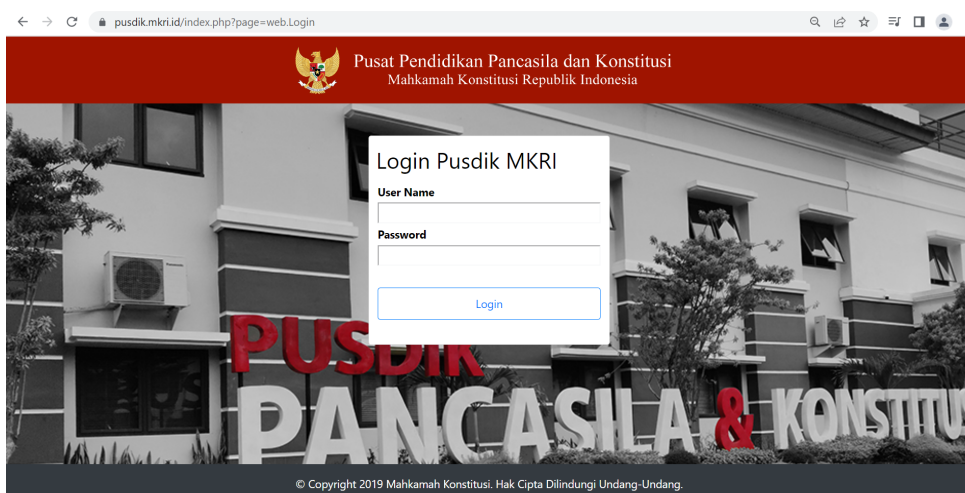 pusdik.mkri.id/index.php?page=web.Login
Pusat Pendidikan Pancasila dan Konstitusi
Mahkamah Konstitusi Republik Indonesia
Login Pusdik MKRI
User Name
Password
Login
PUSDIK
PANCASILA & KONSTITU
© Copyright 2019 Mahkamah Konstitusi. Hak Cipta Dilindungi Undang-Undang.